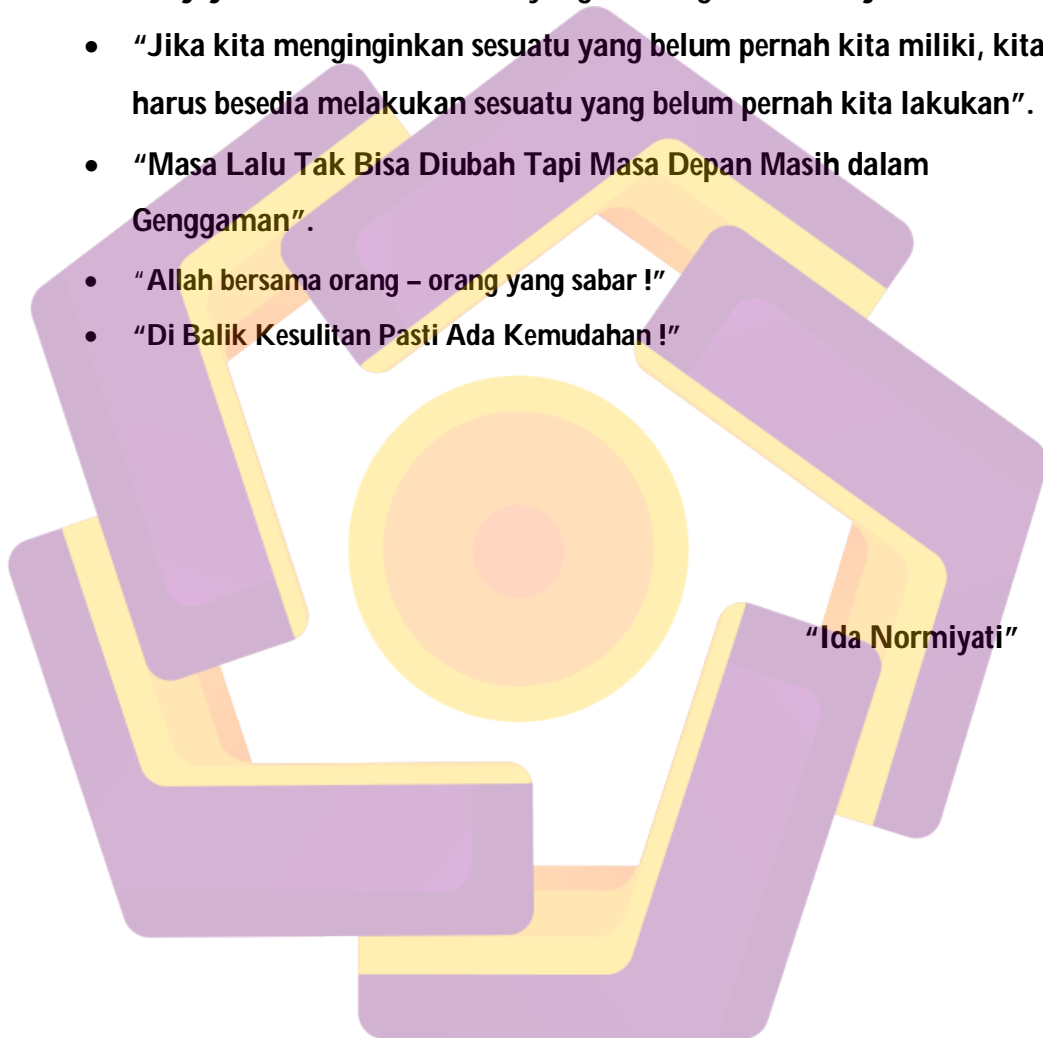 • “Jika kita menginginkan sesuatu yang belum pernah kita miliki, kita
harus besedia melakukan sesuatu yang belum pernah kita lakukan”.
• “Masa Lalu Tak Bisa Diubah Tapi Masa Depan Masih dalam
Genggaman”.
• “Allah bersama orang – orang yang sabar !”
• “Di Balik Kesulitan Pasti Ada Kemudahan !”
“Ida Normiyati”